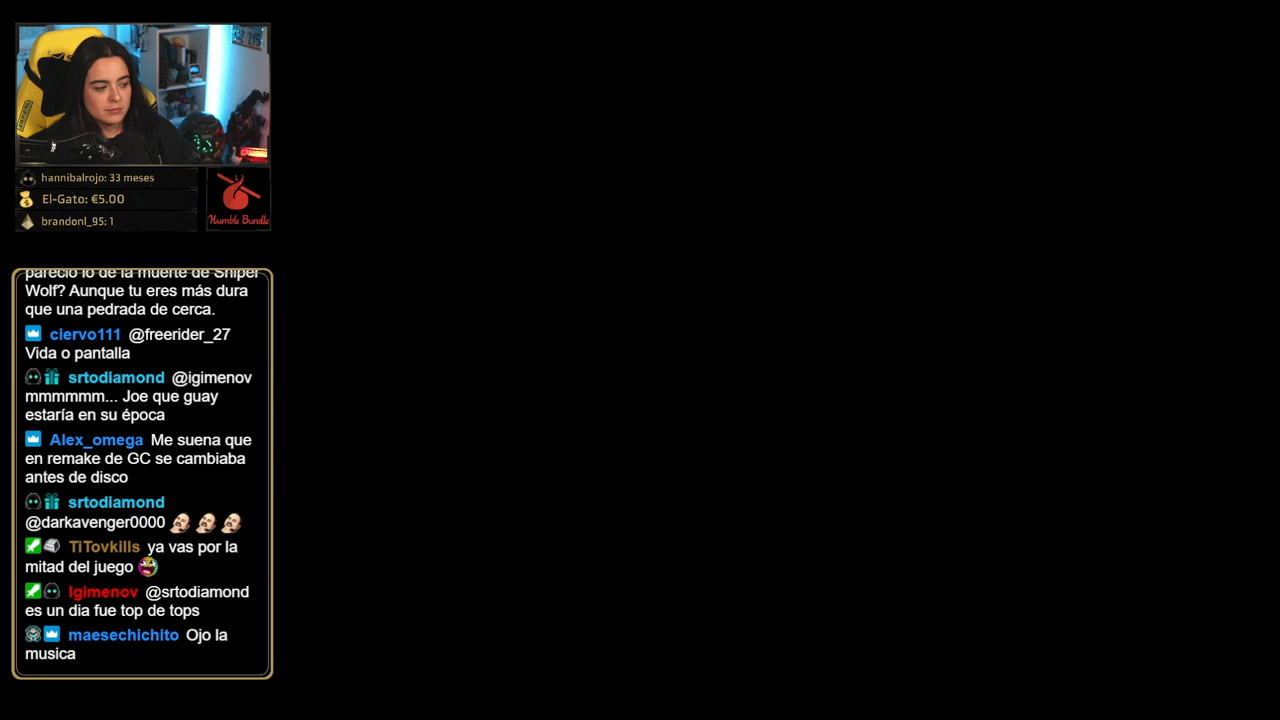 hannibalrojo: 33 meses
El-Gato: €5.00
brandonl_95: 1
Humble Bundle
parecio lo de la muerte de Sniper
Wolf? Aunque tu eres más dura
que una pedrada de cerca.
ciervo111 @freerider_27
Vida o pantalla
srtodiamond @igimenov
mmmmmm... Joe que guay
estaría en su época
Alex_omega Me suena que
en remake de GC se cambiaba
antes de disco
srtodiamond
@darkavenger0000
TiTovkills ya vas por la
mitad del juego
Igimenov @srtodiamond
es un dia fue top de tops
maesechichito Ojo la
musica